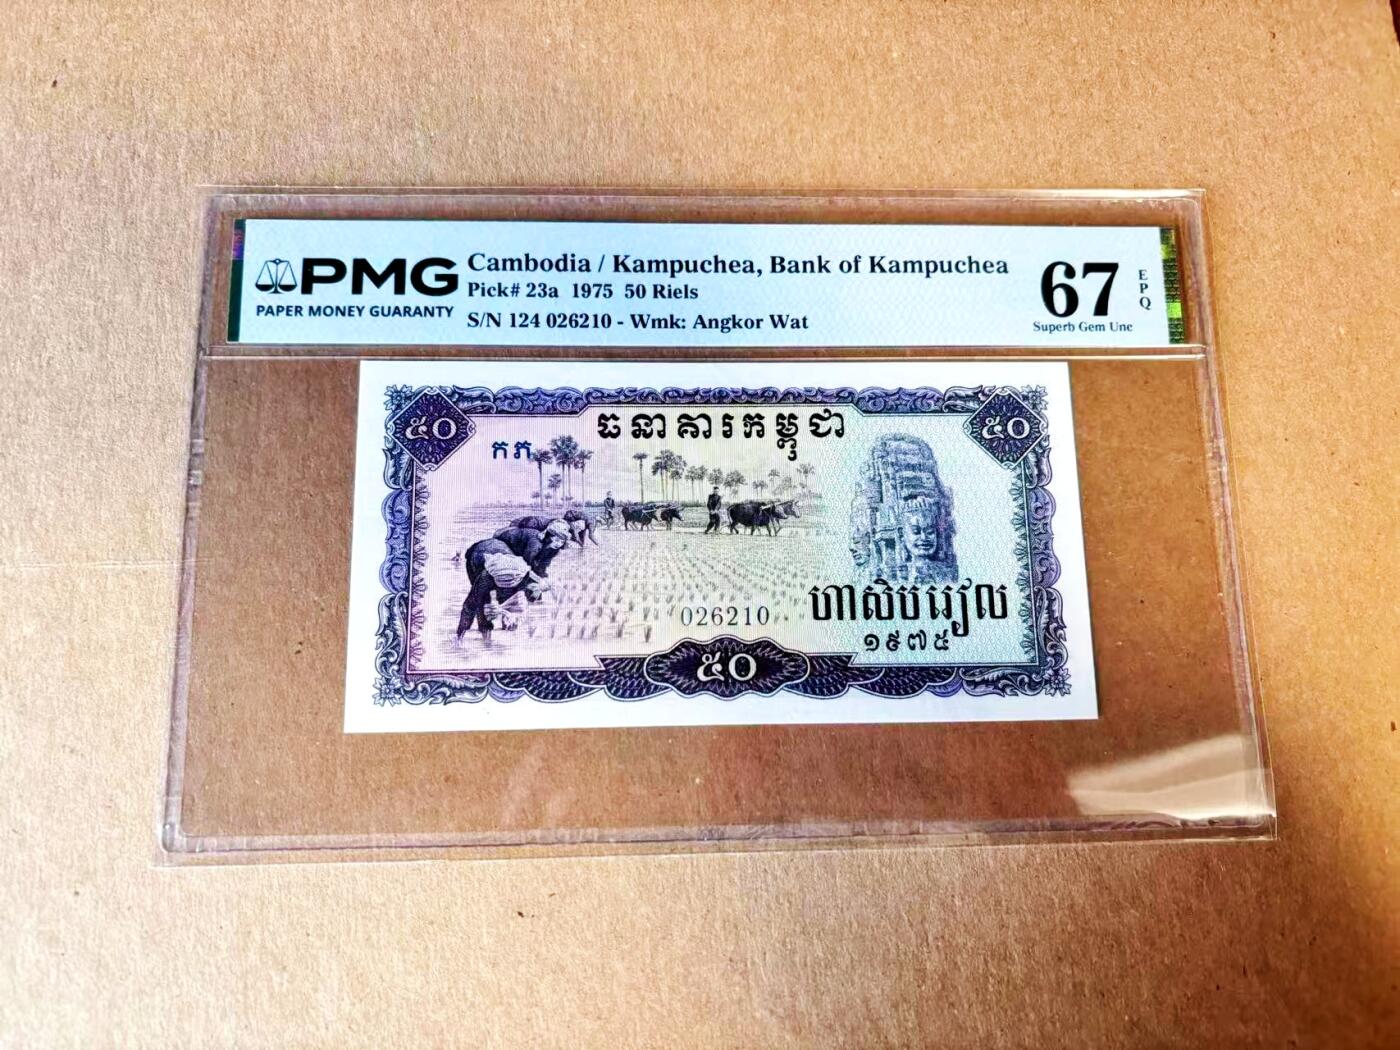 PMG
PAPER MONEY GUARANTY
Cambodia / Kampuchea, Bank of Kampuchea
Pick# 23a 1975 50 Riels
S/N 124 026210 - Wmk: Angkor Wat
67
EPQ
Superb Gem Unc
៥០
ធនាគារកម្ពុជា
៥០
កភ
ហាសិបរៀល
១៩៧៥
026210
៥០